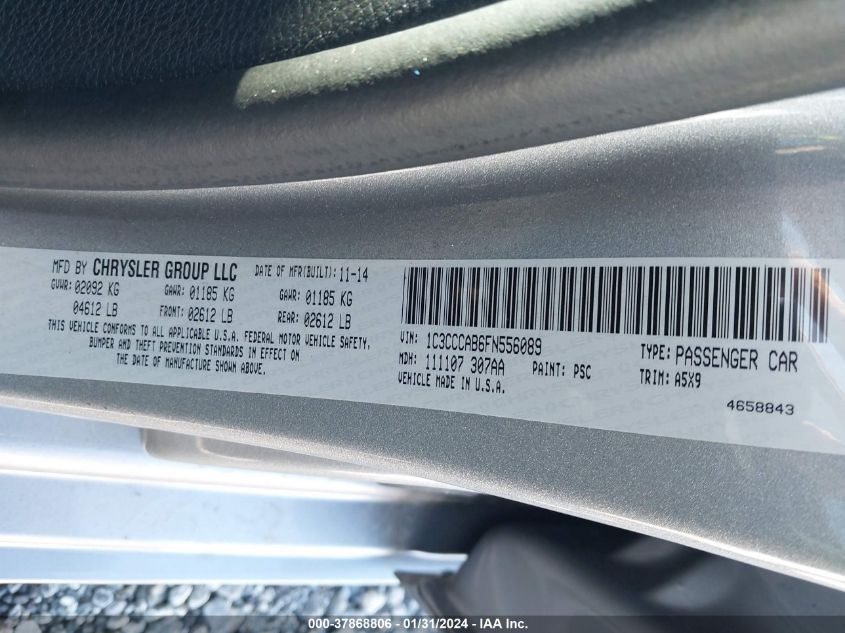 MFD BY CHRYSLER GROUP LLC DATE OF MFR(BUILT): 11-14
GVWR: 02092 KG GAWR: 01185 KG GAWR: 01185 KG
04612 LB FRONT: 02612 LB REAR: 02612 LB
THIS VEHICLE CONFORMS TO ALL APPLICABLE U.S.A. FEDERAL MOTOR VEHICLE SAFETY,
BUMPER AND THEFT PREVENTION STANDARDS IN EFFECT ON
THE DATE OF MANUFACTURE SHOWN ABOVE.
VIN: 1C3CCCAB6FN556089 TYPE: PASSENGER CAR
MDH: 111107 307AA PAINT: PSC TRIM: A5X9
VEHICLE MADE IN U.S.A.
4658843
000-37868806 - 01/31/2024 - IAA Inc.